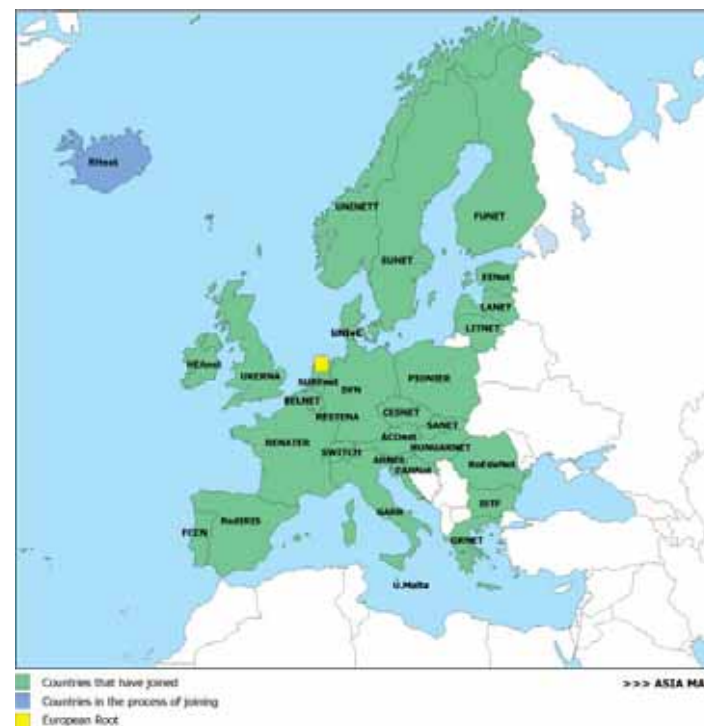 RHnet
UNINETT
FUNET
SUNET
EENet
LANET
LITNET
UNI•C
HEAnet
UKERNA
SURFnet
DFN
PIONIER
BELNET
RESTENA
CESNET
SANET
ACOnet
HUNGARNET
RENATER
SWITCH
ARNES
CARNet
RoEduNet
ISTF
GARR
FCCN
RedIRIS
GRNET
U.Malta
Countries that have joined
Countries in the process of joining
European Root
>>> ASIA MA